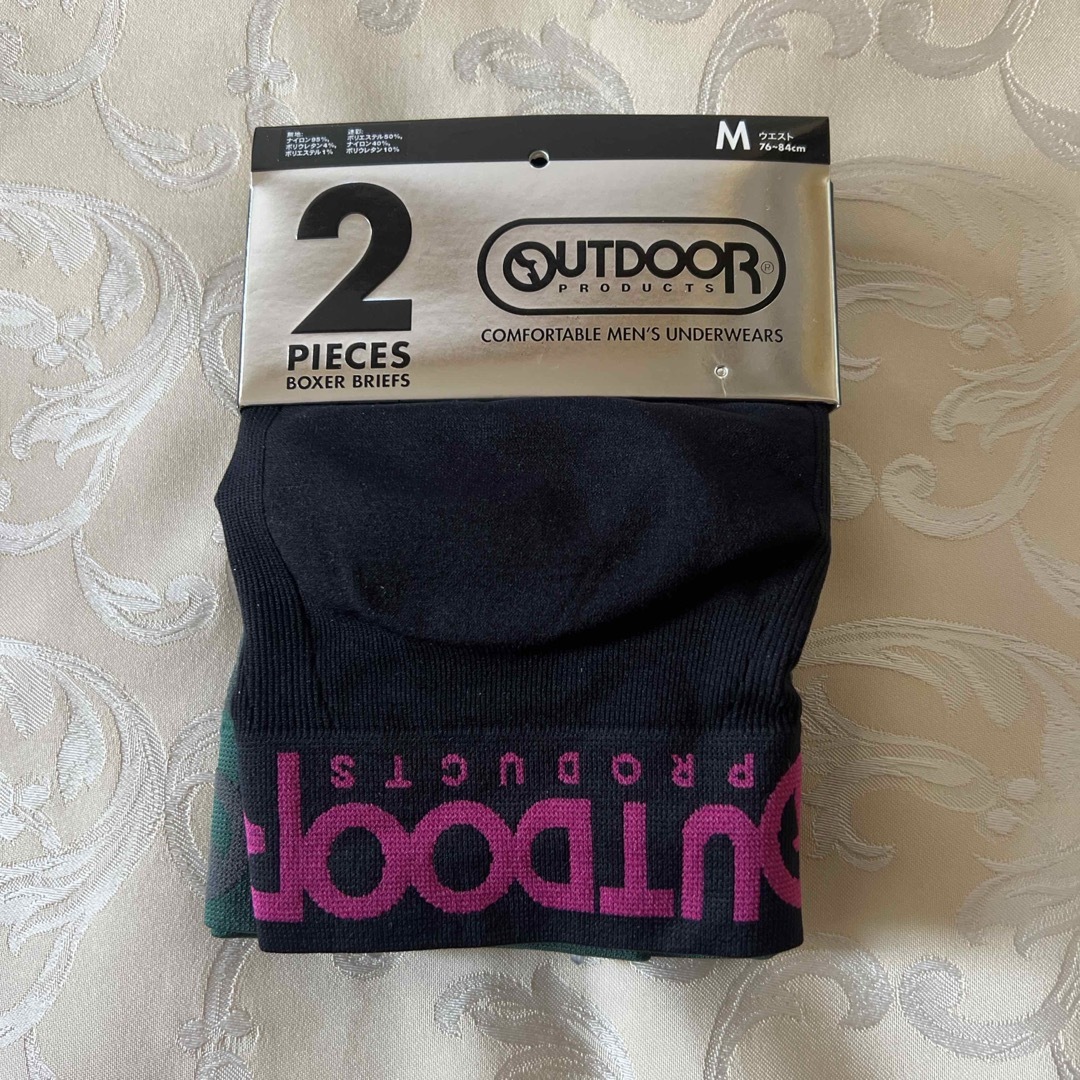 無地: 迷彩:
ナイロン95%, ポリエステル50%,
ポリウレタン4%, ナイロン40%,
ポリエステル1% ポリウレタン10%
M ウエスト
76~84cm
2
PIECES
BOXER BRIEFS
OUTDOOR®
PRODUCTS
COMFORTABLE MEN'S UNDERWEARS
OUTDOOR
PRODUCTS